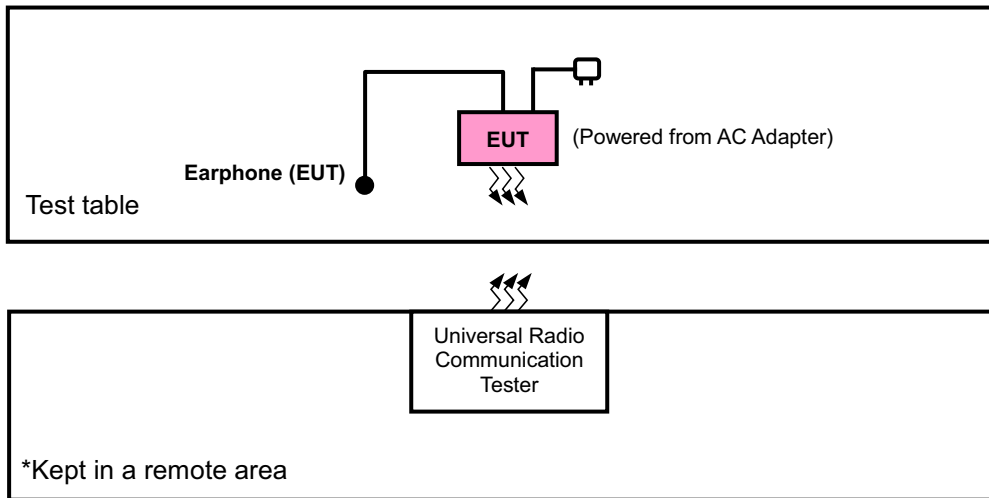 EUT
(Powered from AC Adapter)
Earphone (EUT)
Test table
Universal Radio
Communication
Tester
*Kept in a remote area